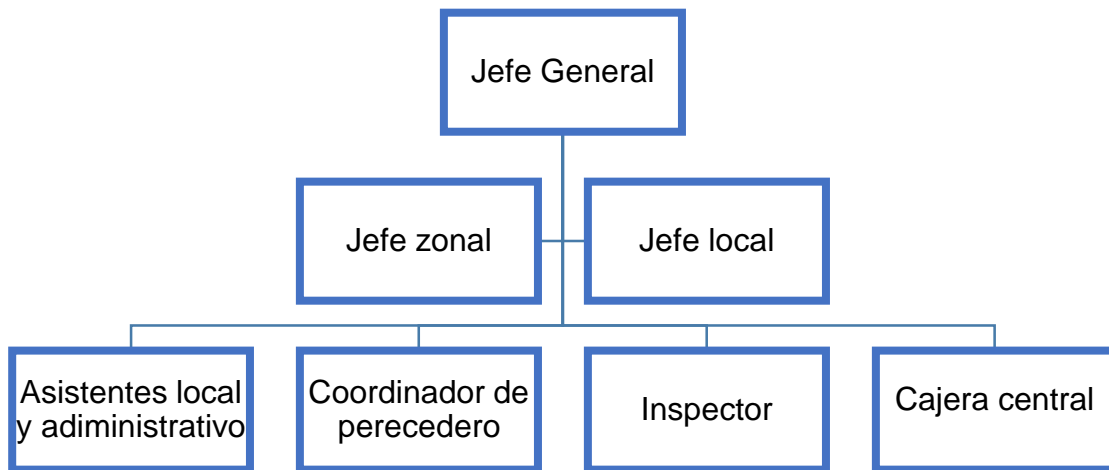 Jefe General
Jefe zonal
Jefe local
Asistentes local
y adiministrativo
Coordinador de
perecedero
Inspector
Cajera central